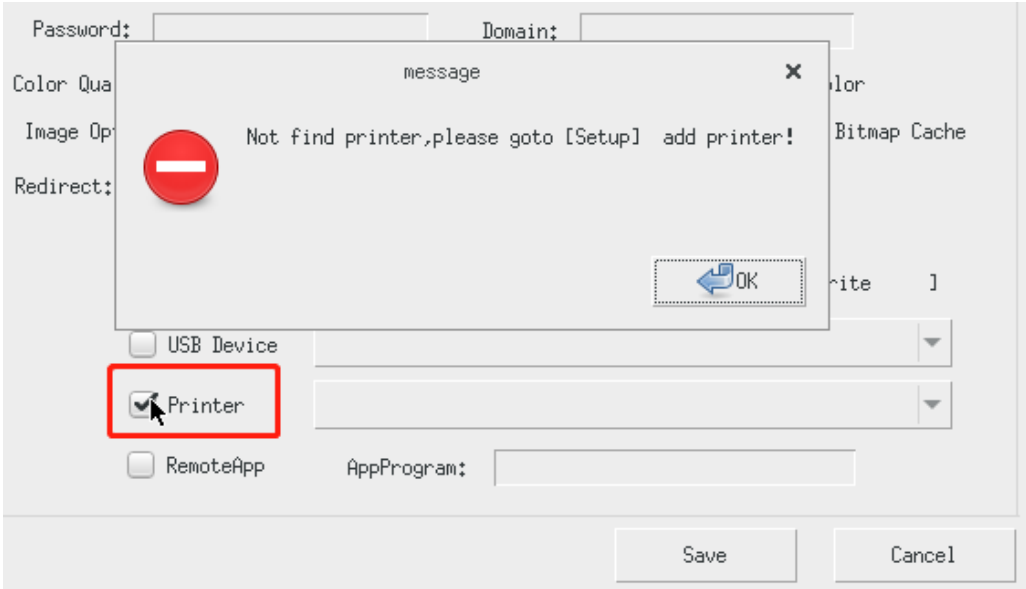 Password: Domain:
message
Color Qua lor
Not find printer,please goto [Setup] add printer!
Image Op Bitmap Cache
Redirect:
OK
rite ]
USB Device
Printer
RemoteApp AppProgram:
Save Cancel